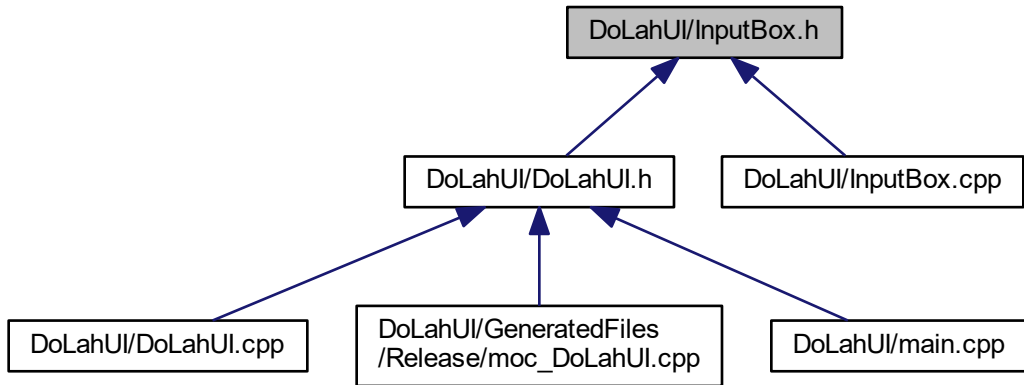 DoLahUI/InputBox.h
DoLahUI/DoLahUI.h
DoLahUI/InputBox.cpp
DoLahUI/DoLahUI.cpp
DoLahUI/GeneratedFiles
/Release/moc_DoLahUI.cpp
DoLahUI/main.cpp